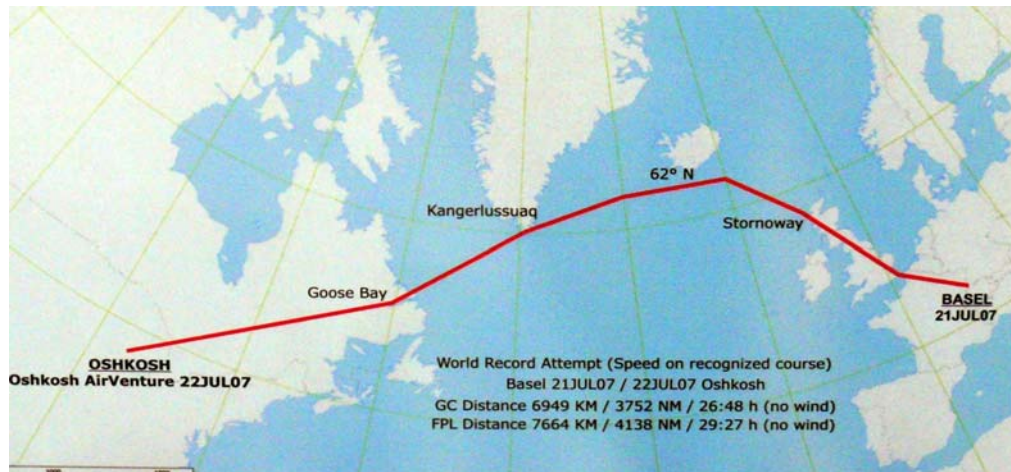 62° N
Kangerlussuaq
Stornoway
Goose Bay
BASEL
21JUL07
OSHKOSH
Oshkosh AirVenture 22JUL07
World Record Attempt (Speed on recognized course)
Basel 21JUL07 / 22JUL07 Oshkosh
GC Distance 6949 KM / 3752 NM / 26:48 h (no wind)
FPL Distance 7664 KM / 4138 NM / 29:27 h (no wind)